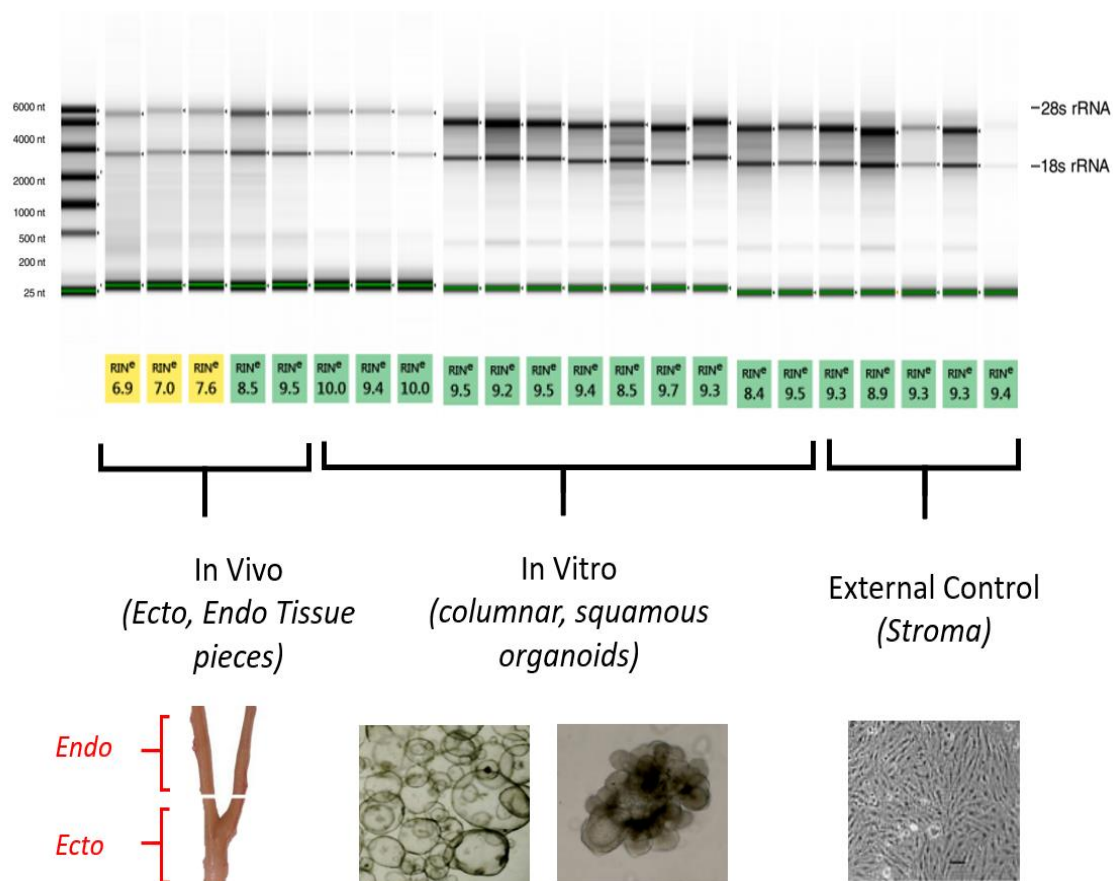 6000 nt
4000 nt
2000 nt
1000 nt
500 nt
200 nt
25 nt
–28s rRNA
–18s rRNA
RINe RINe RINe RINe RINe RINe RINe RINe RINe RINe RINe RINe RINe RINe RINe RINe RINe RINe RINe RINe RINe RINe
6.9 7.0 7.6 8.5 9.5 10.0 9.4 10.0 9.5 9.2 9.5 9.4 8.5 9.7 9.3 8.4 9.5 9.3 8.9 9.3 9.3 9.4
In Vivo
(Ecto, Endo Tissue
pieces)
In Vitro
(columnar, squamous
organoids)
External Control
(Stroma)
Endo
Ecto